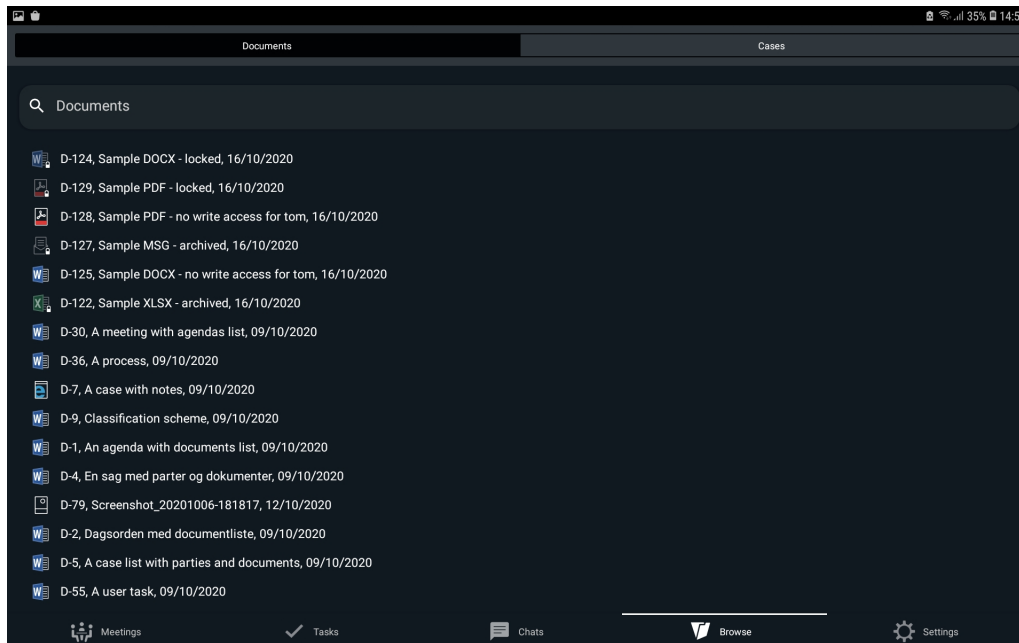 35% 14:5
Documents Cases
Documents
D-124, Sample DOCX - locked, 16/10/2020
D-129, Sample PDF - locked, 16/10/2020
D-128, Sample PDF - no write access for tom, 16/10/2020
D-127, Sample MSG - archived, 16/10/2020
D-125, Sample DOCX - no write access for tom, 16/10/2020
D-122, Sample XLSX - archived, 16/10/2020
D-30, A meeting with agendas list, 09/10/2020
D-36, A process, 09/10/2020
D-7, A case with notes, 09/10/2020
D-9, Classification scheme, 09/10/2020
D-1, An agenda with documents list, 09/10/2020
D-4, En sag med parter og dokumenter, 09/10/2020
D-79, Screenshot_20201006-181817, 12/10/2020
D-2, Dagsorden med documentliste, 09/10/2020
D-5, A case list with parties and documents, 09/10/2020
D-55, A user task, 09/10/2020
Meetings Tasks Chats Browse Settings